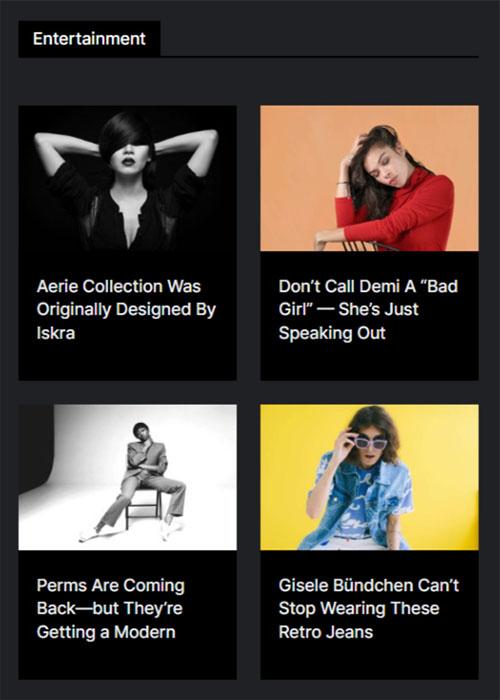 Entertainment
Aerie Collection Was
Originally Designed By
Iskra
Don’t Call Demi A “Bad
Girl” — She’s Just
Speaking Out
Perms Are Coming
Back—but They’re
Getting a Modern
Gisele Bündchen Can’t
Stop Wearing These
Retro Jeans